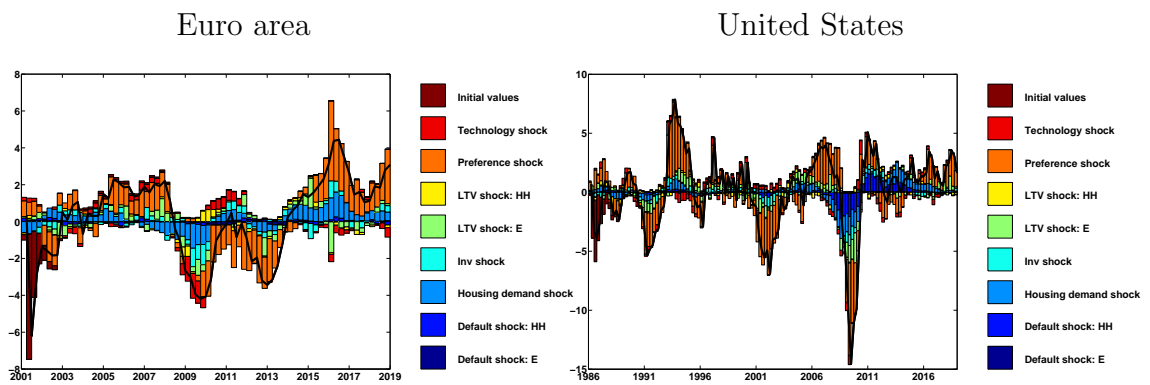 Euro area
8
6
4
2
0
−2
−4
−6
−8
2001 2003 2005 2007 2009 2011 2013 2015 2017 2019
Initial values
Technology shock
Preference shock
LTV shock: HH
LTV shock: E
Inv shock
Housing demand shock
Default shock: HH
Default shock: E
United States
10
5
0
−5
−10
−15
1986 1991 1996 2001 2006 2011 2016
Initial values
Technology shock
Preference shock
LTV shock: HH
LTV shock: E
Inv shock
Housing demand shock
Default shock: HH
Default shock: E